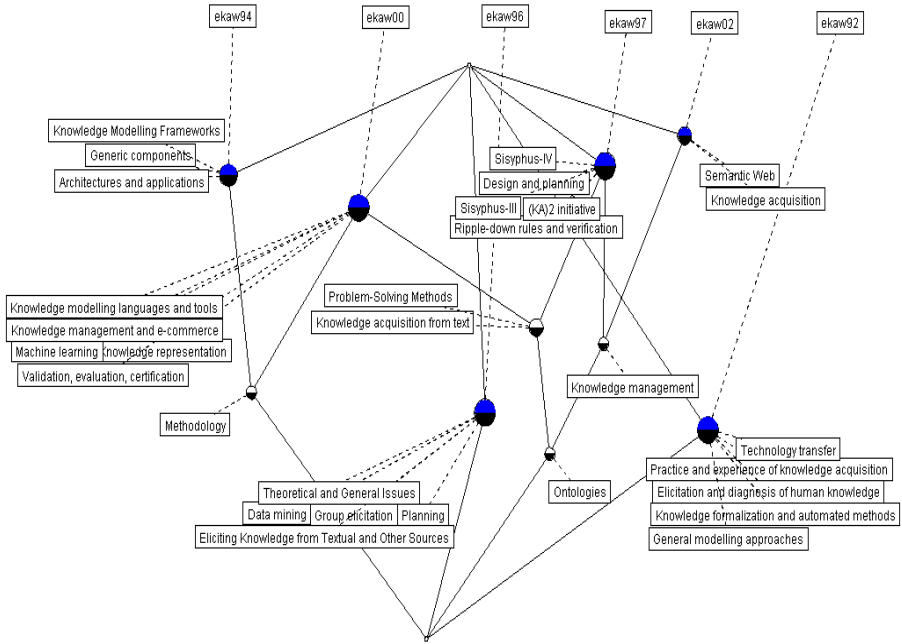 ekaw94
ekaw00
ekaw96
ekaw97
ekaw02
ekaw92
Knowledge Modelling Frameworks
Generic components
Architectures and applications
Sisyphus-IV
Design and planning
Sisyphus-III
(KA)2 initiative
Ripple-down rules and verification
Semantic Web
Knowledge acquisition
Knowledge modelling languages and tools
Knowledge management and e-commerce
Machine learning
Knowledge representation
Validation, evaluation, certification
Problem-Solving Methods
Knowledge acquisition from text
Knowledge management
Methodology
Theoretical and General Issues
Data mining
Group elicitation
Planning
Eliciting Knowledge from Textual and Other Sources
Ontologies
Technology transfer
Practice and experience of knowledge acquisition
Elicitation and diagnosis of human knowledge
Knowledge formalization and automated methods
General modelling approaches